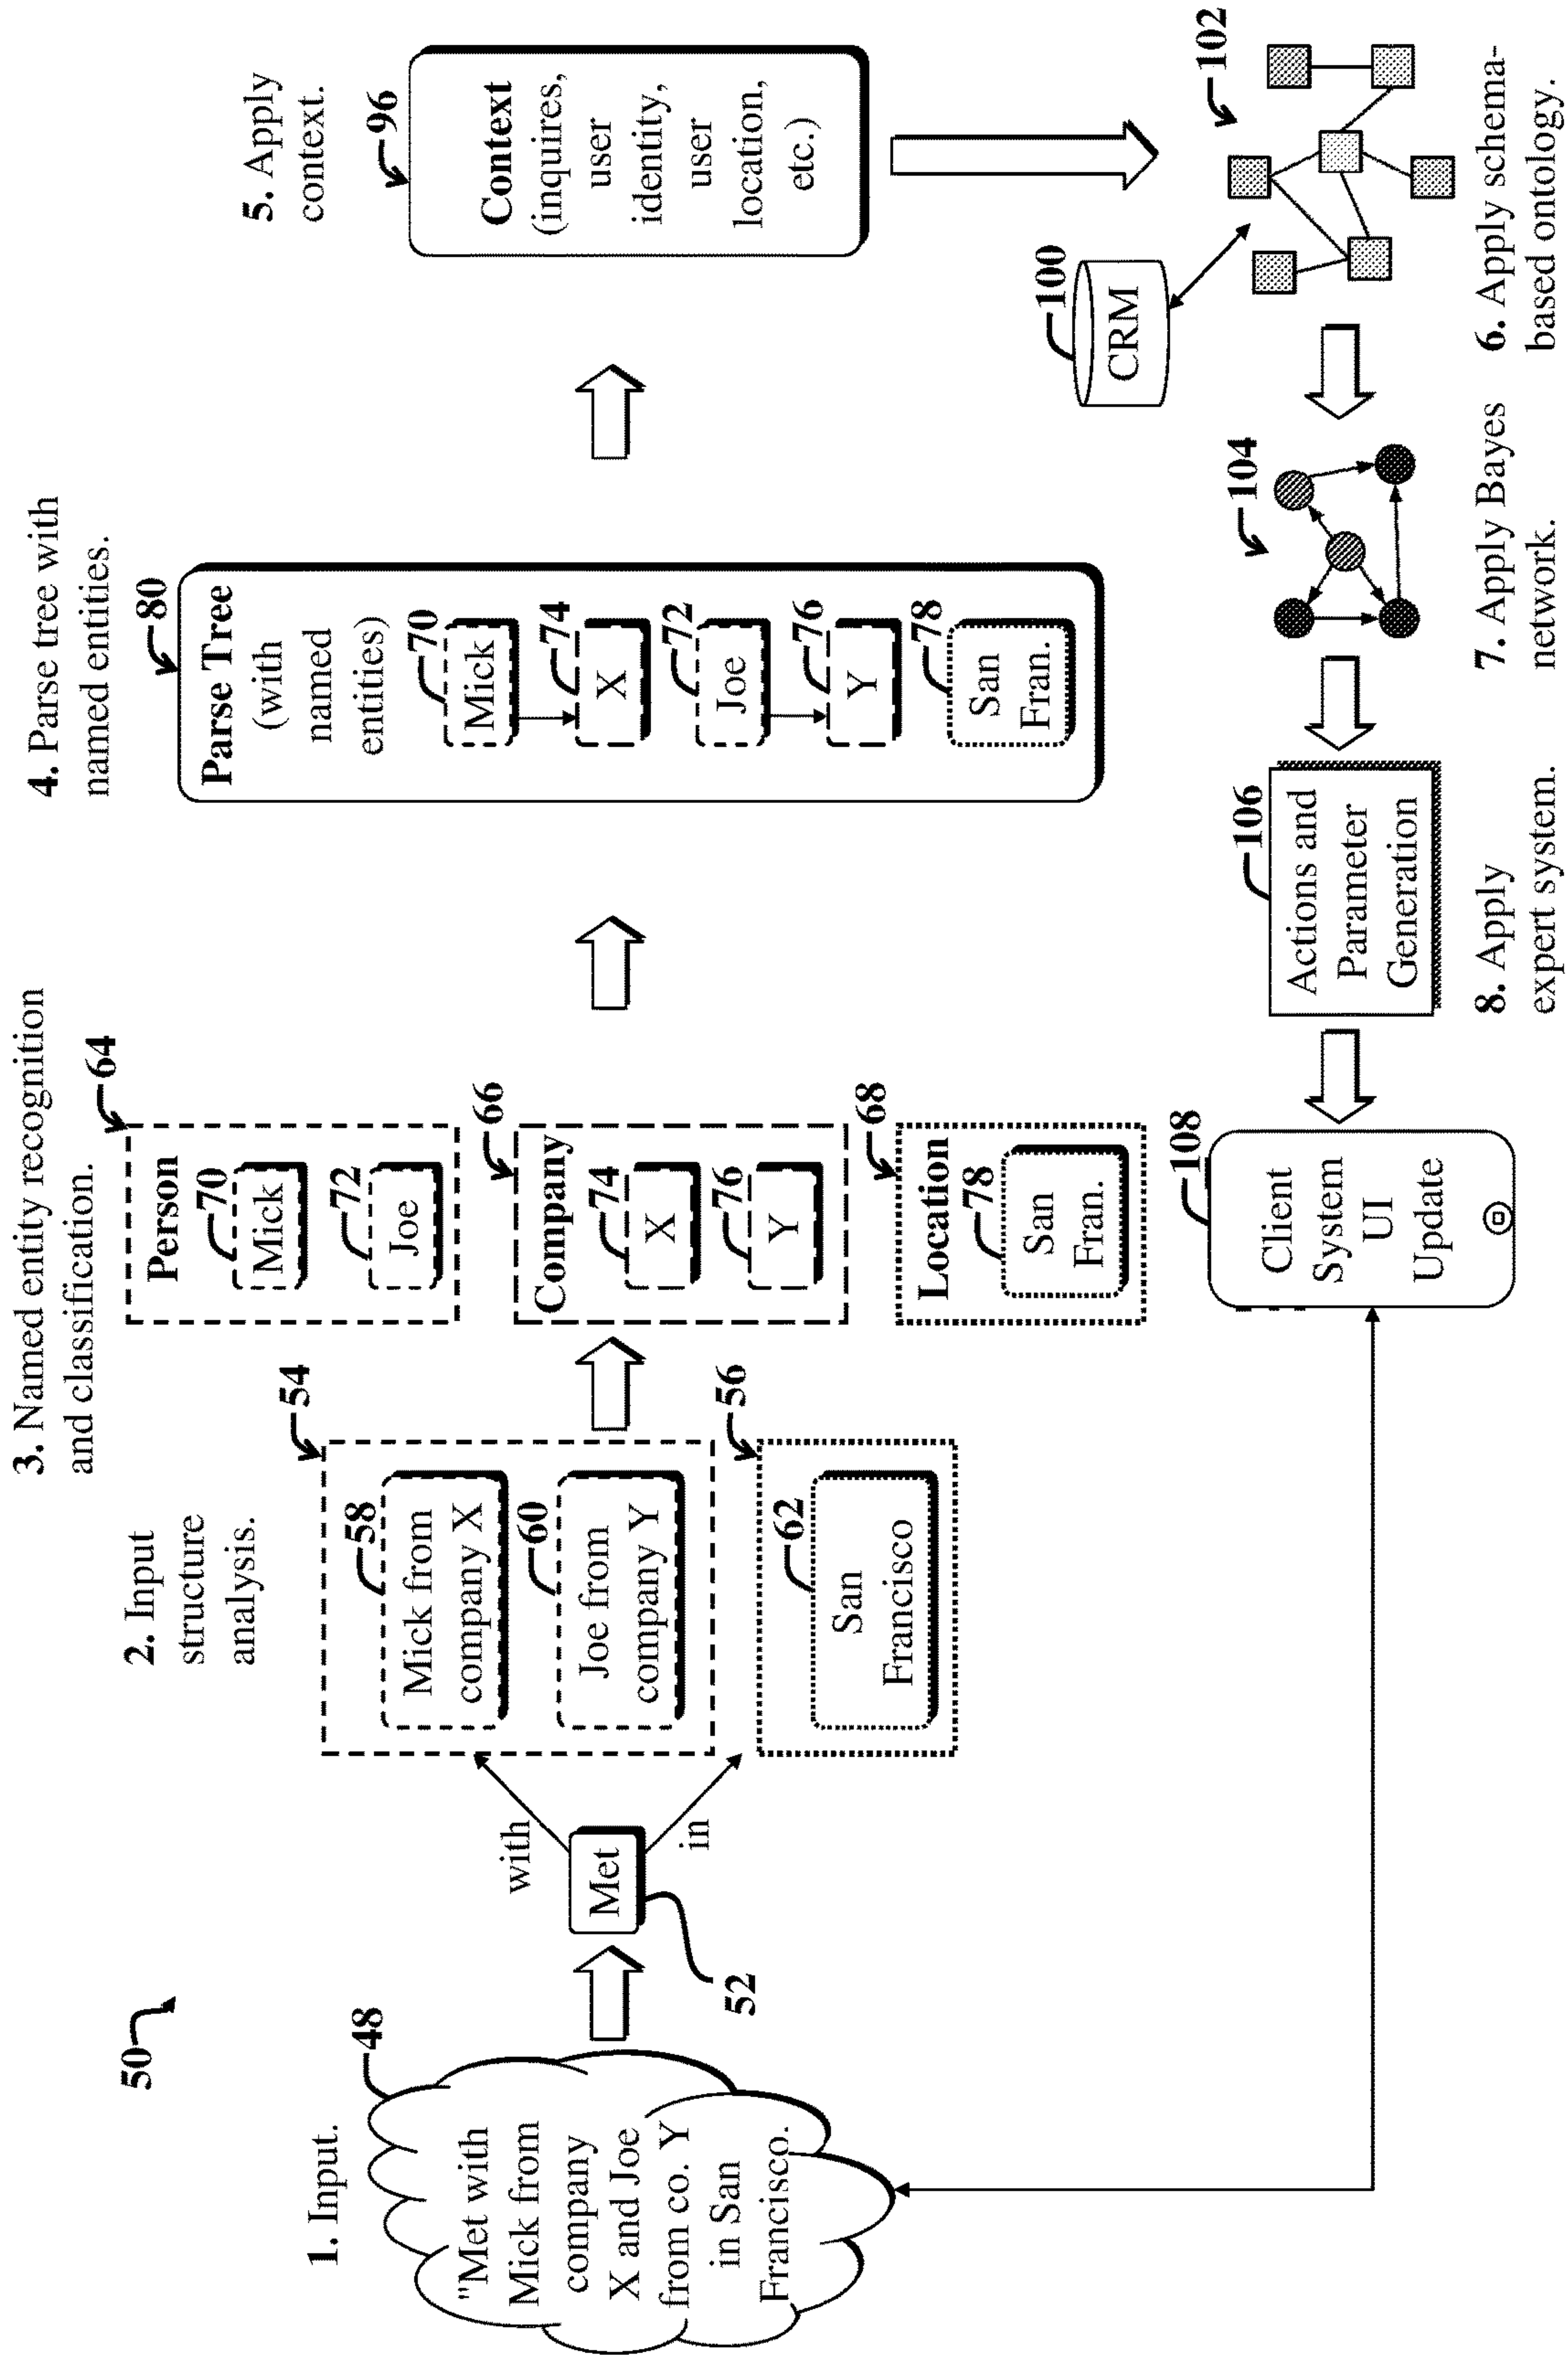 50
1. Input.
48
"Met with
Mick from
company
X and Joe
from co. Y
in San
Francisco.
2. Input
structure
analysis.
52
Met
with
in
54
58
Mick from
company X
60
Joe from
company Y
56
62
San
Francisco
3. Named entity recognition
and classification.
64
Person
70
Mick
72
Joe
66
Company
74
X
76
Y
68
Location
78
San
Fran.
4. Parse tree with
named entities.
80
Parse Tree
(with
named
entities)
70
Mick
74
X
72
Joe
76
Y
78
San
Fran.
5. Apply
context.
96
Context
(inquires,
user
identity,
user
location,
etc.)
100
CRM
102
6. Apply schema-
based ontology.
104
7. Apply Bayes
network.
106
Actions and
Parameter
Generation
8. Apply
expert system.
108
Client
System
UI
Update